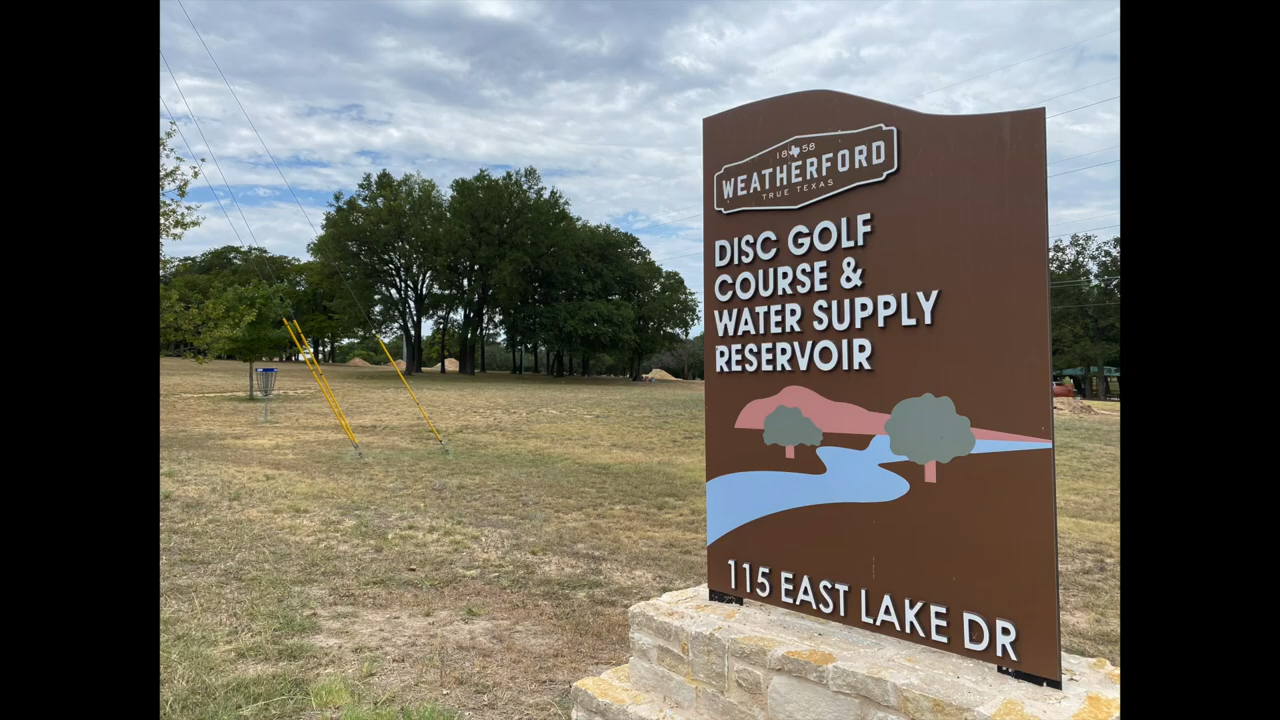 1858
WEATHERFORD
TRUE TEXAS
DISC GOLF
COURSE &
WATER SUPPLY
RESERVOIR
115 EAST LAKE DR